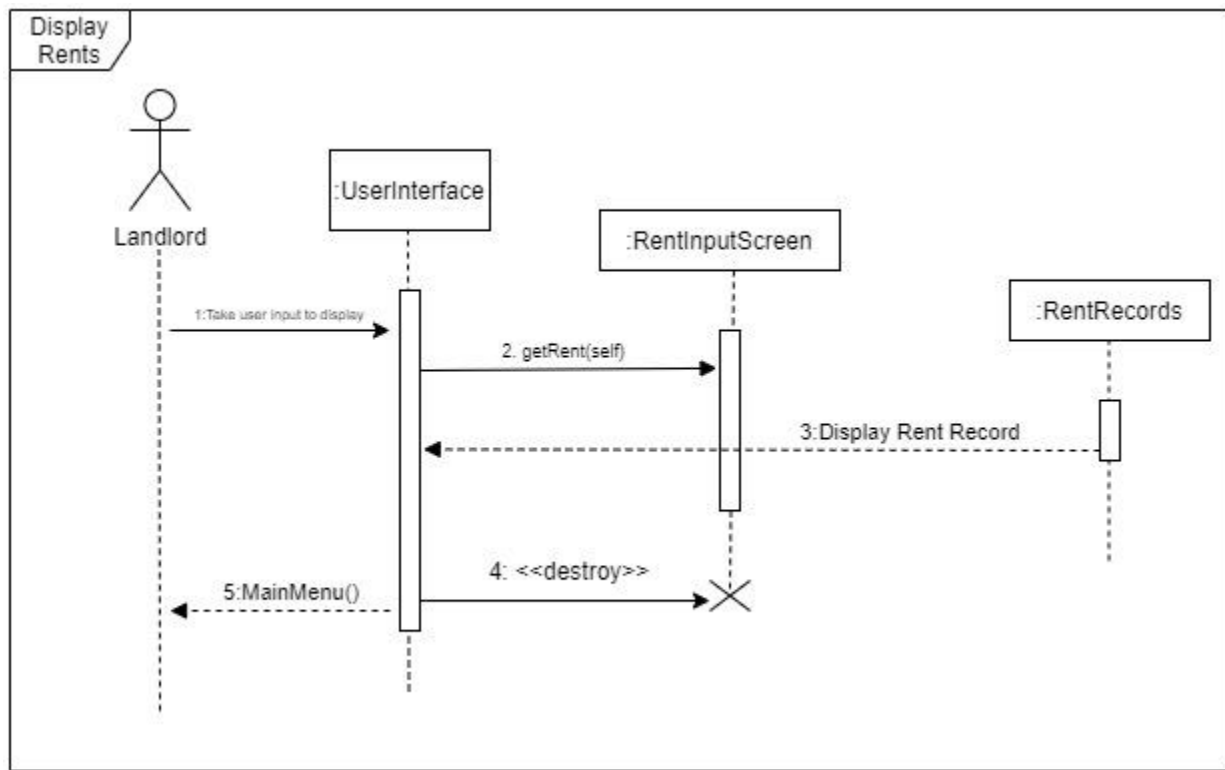 Display
Rents
Landlord
:UserInterface
:RentInputScreen
:RentRecords
1:Take user input to display
2. getRent(self)
3:Display Rent Record
4: <<destroy>>
5:MainMenu()